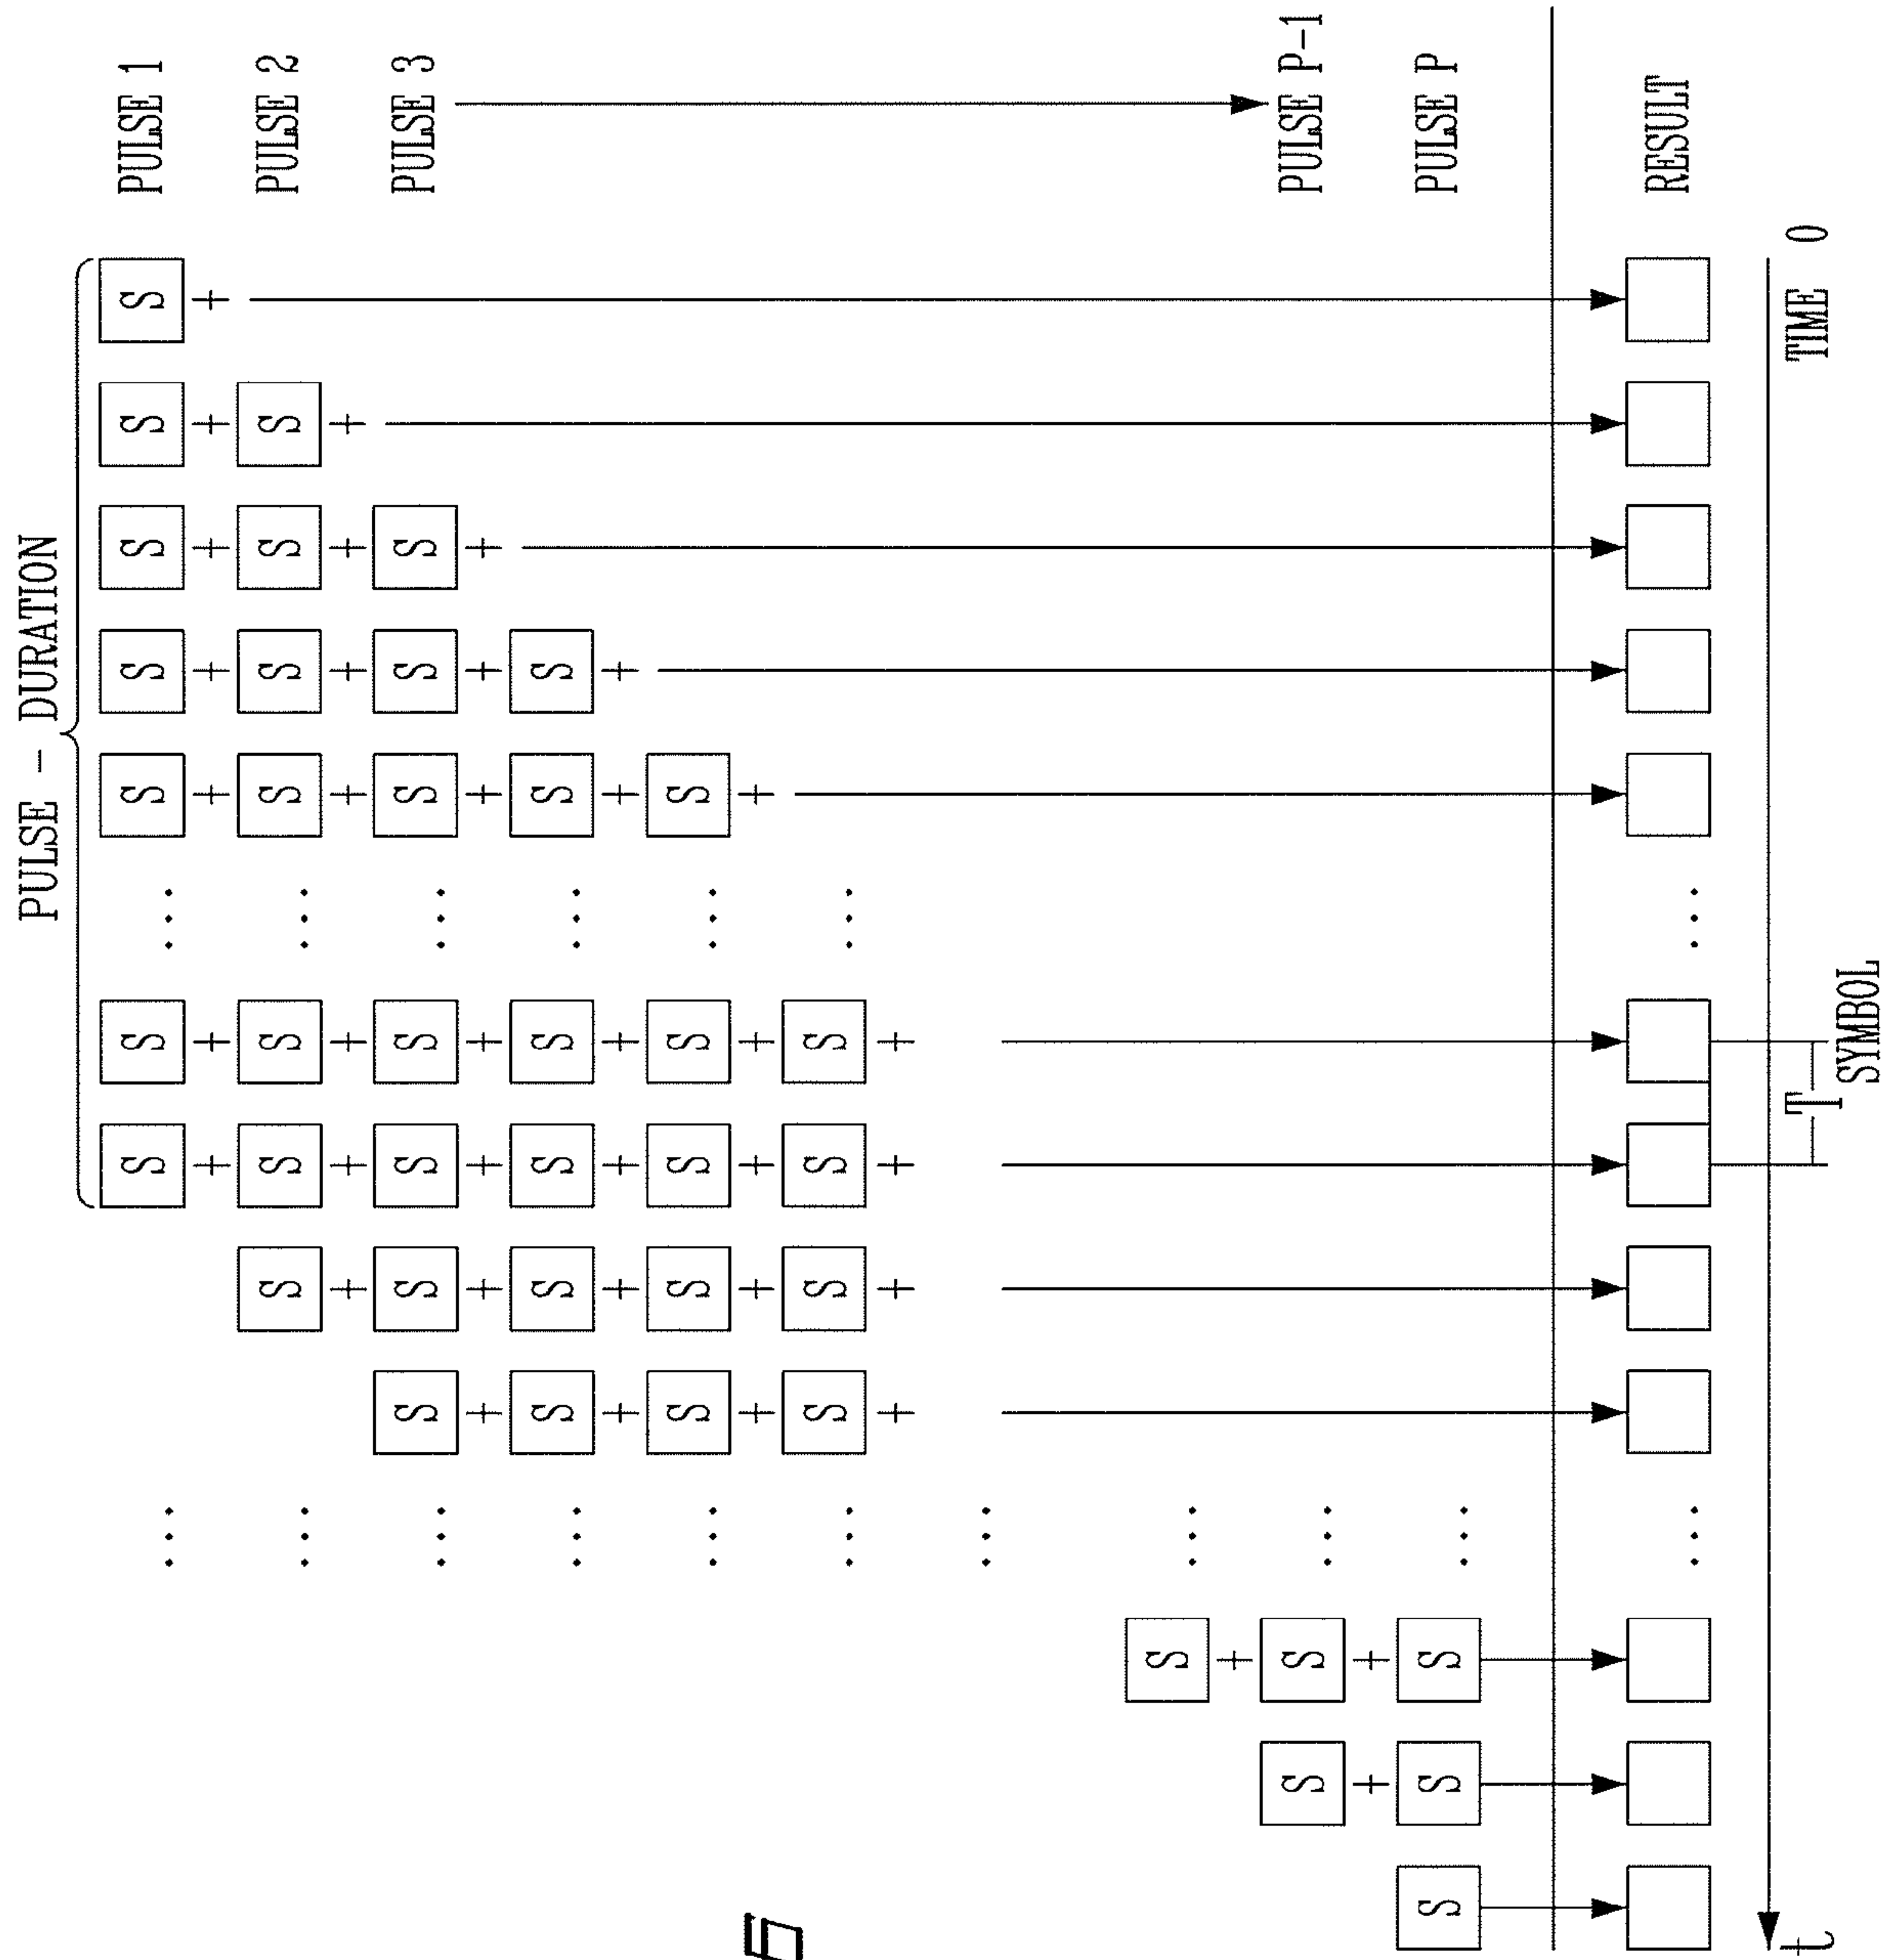 PULSE - DURATION
S S ... S S S S S PULSE 1
S S S ... S S S S PULSE 2
S S S S ... S S S PULSE 3
S S S S ... S S
S S S S ... S
S S S S ...
S
S S PULSE P-1
S S S PULSE P
RESULT
t T TIME 0
SYMBOL